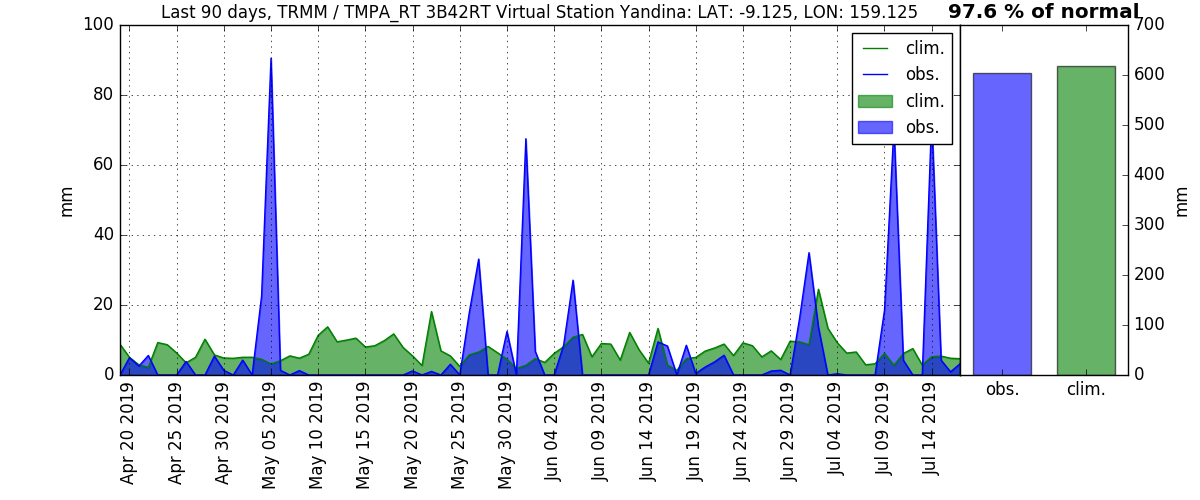 Last 90 days, TRMM / TMPA_RT 3B42RT Virtual Station Yandina: LAT: -9.125, LON: 159.125
97.6 % of normal
100
80
60
40
20
0
mm
clim.
obs.
clim.
obs.
700
600
500
400
300
200
100
0
mm
obs.
clim.
Apr 20 2019
Apr 25 2019
Apr 30 2019
May 05 2019
May 10 2019
May 15 2019
May 20 2019
May 25 2019
May 30 2019
Jun 04 2019
Jun 09 2019
Jun 14 2019
Jun 19 2019
Jun 24 2019
Jun 29 2019
Jul 04 2019
Jul 09 2019
Jul 14 2019